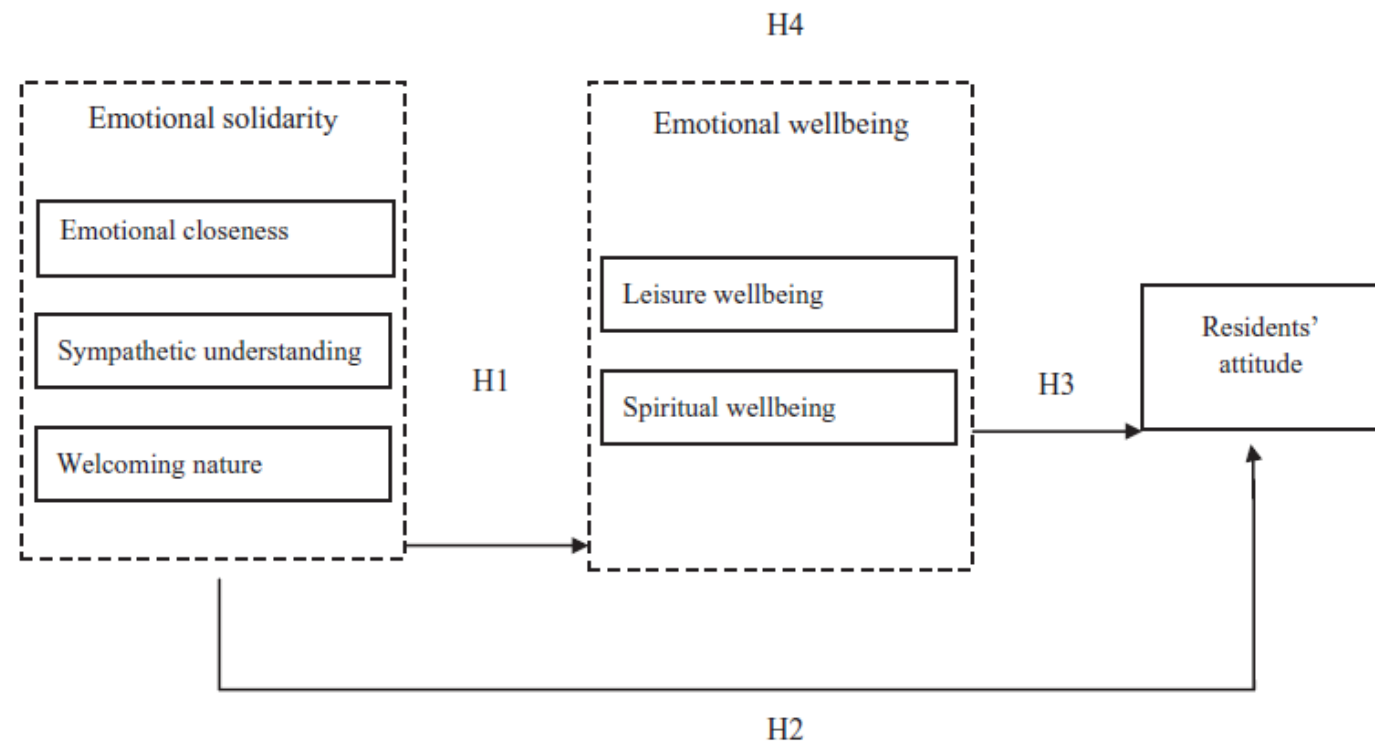 H4
Emotional solidarity
Emotional closeness
Sympathetic understanding
Welcoming nature
H1
Emotional wellbeing
Leisure wellbeing
Spiritual wellbeing
H3
Residents’
attitude
H2